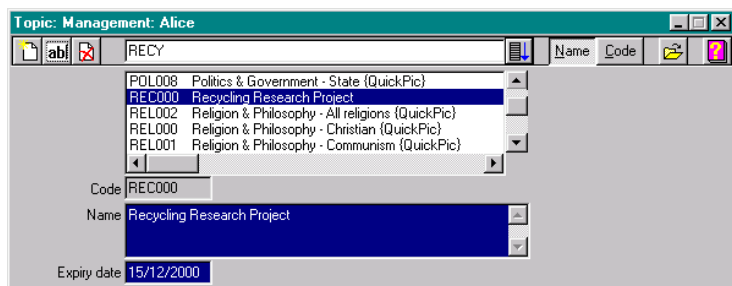 Topic: Management: Alice
abl RECY Name Code ?
POL008 Politics & Government - State {QuickPic}
REC000 Recycling Research Project
REL002 Religion & Philosophy - All religions {QuickPic}
REL000 Religion & Philosophy - Christian {QuickPic}
REL001 Religion & Philosophy - Communism {QuickPic}
Code REC000
Name Recycling Research Project
Expiry date 15/12/2000